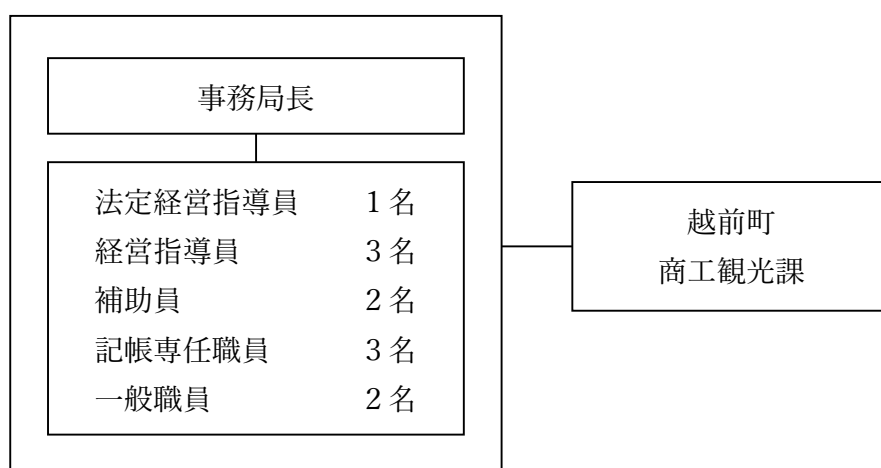 事務局長
法定経営指導員 1名
経営指導員 3名
補助員 2名
記帳専任職員 3名
一般職員 2名
越前町
商工観光課